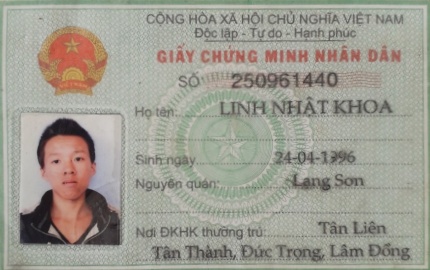 CỘNG HÒA XÃ HỘI CHỦ NGHĨA VIỆT NAM
Độc lập - Tự do - Hạnh phúc
GIẤY CHỨNG MINH NHÂN DÂN
SỐ 250961440
Họ tên: LINH NHẬT KHOA
Sinh ngày 24-04-1996
Nguyên quán: Lạng Sơn
Nơi ĐKHK thường trú: Tân Liên
Tân Thành, Đức Trọng, Lâm Đồng